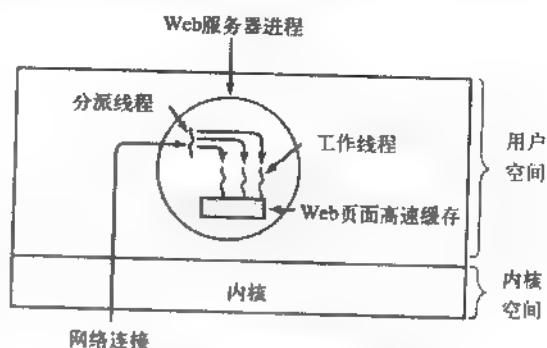 Web服务器进程
分派线程
工作线程
用户
空间
Web页面高速缓存
内核
内核
空间
网络连接